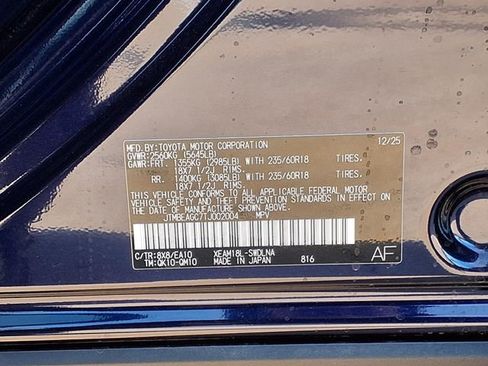 MFD.BY:TOYOTA MOTOR CORPORATION 12/25
GVWR:2560KG (5645LB)
GAWR:FRT. 1355KG (2985LB) WITH 235/60R18 TIRES.
18X7 1/2J RIMS.
RR. 1400KG (3085LB) WITH 235/60R18 TIRES.
18X7 1/2J RIMS.
THIS VEHICLE CONFORMS TO ALL APPLICABLE FEDERAL MOTOR
VEHICLE SAFETY AND THEFT PREVENTION STANDARDS IN EFFECT
ON THE DATE OF MANUFACTURE SHOWN ABOVE.
JTMBEAGC7TJ002004 MPV
C/TR:8X8/EA10 XEAM18L-SWDLNA
TM:QK10-QM10 MADE IN JAPAN 816 AF